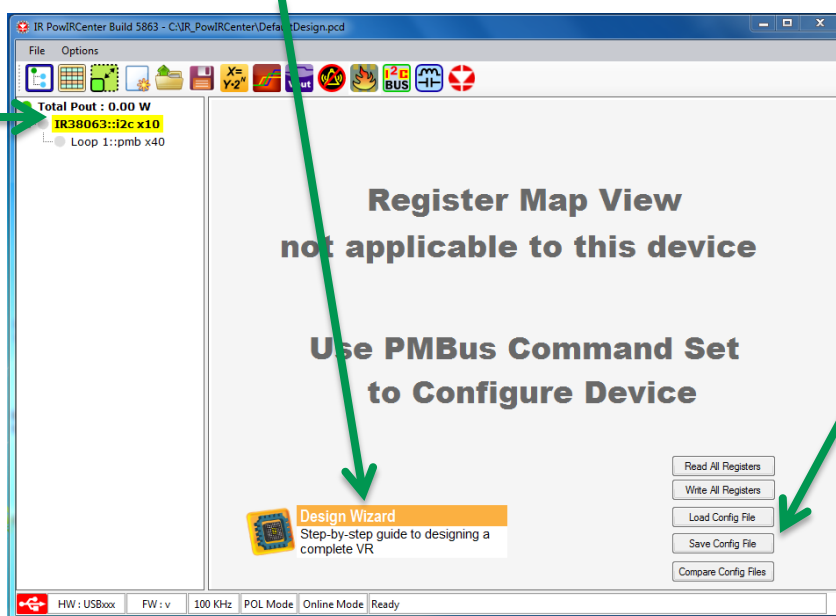 IR PowIRCenter Build 5863 - C:\IR_PowIRCenter\DefaultDesign.pcd
File Options
X=
Y·2ⁿ
Vout
I2C
BUS
Total Pout : 0.00 W
IR38063::i2c x10
Loop 1::pmb x40
Register Map View
not applicable to this device
Use PMBus Command Set
to Configure Device
Read All Registers
Write All Registers
Load Config File
Save Config File
Compare Config Files
Design Wizard
Step-by-step guide to designing a
complete VR
HW : USBxxx FW : v 100 KHz POL Mode Online Mode Ready